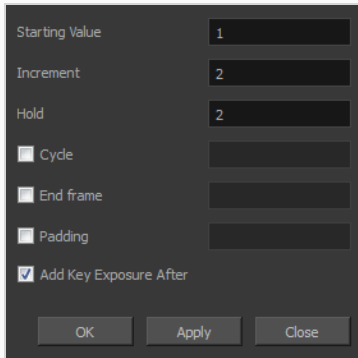 Starting Value 1
Increment 2
Hold 2
Cycle
End frame
Padding
Add Key Exposure After
OK Apply Close